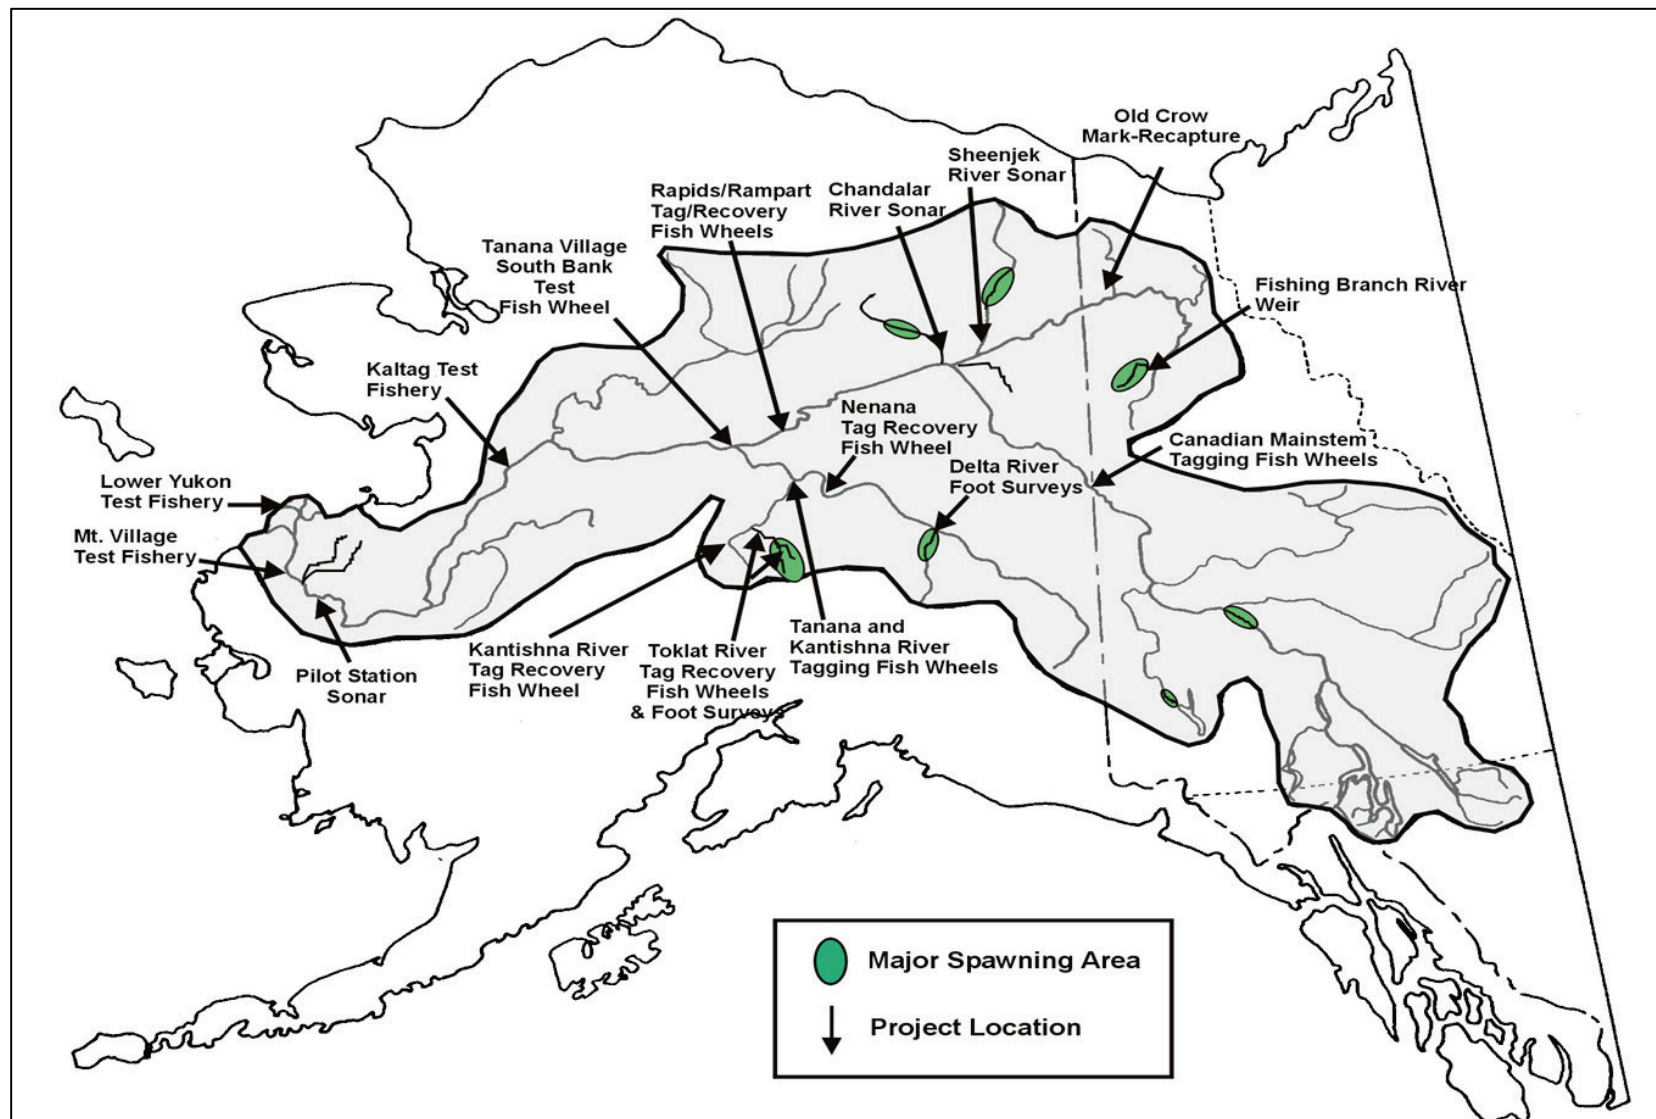 Old Crow
Mark-Recapture
Sheenjek
River Sonar
Chandalar
River Sonar
Rapids/Rampart
Tag/Recovery
Fish Wheels
Tanana Village
South Bank
Test
Fish Wheel
Fishing Branch River
Weir
Kaltag Test
Fishery
Nenana
Tag Recovery
Fish Wheel
Canadian Mainstem
Tagging Fish Wheels
Delta River
Foot Surveys
Lower Yukon
Test Fishery
Mt. Village
Test Fishery
Pilot Station
Sonar
Kantishna River
Tag Recovery
Fish Wheel
Toklat River
Tag Recovery
Fish Wheels
& Foot Surveys
Tanana and
Kantishna River
Tagging Fish Wheels
Major Spawning Area
Project Location